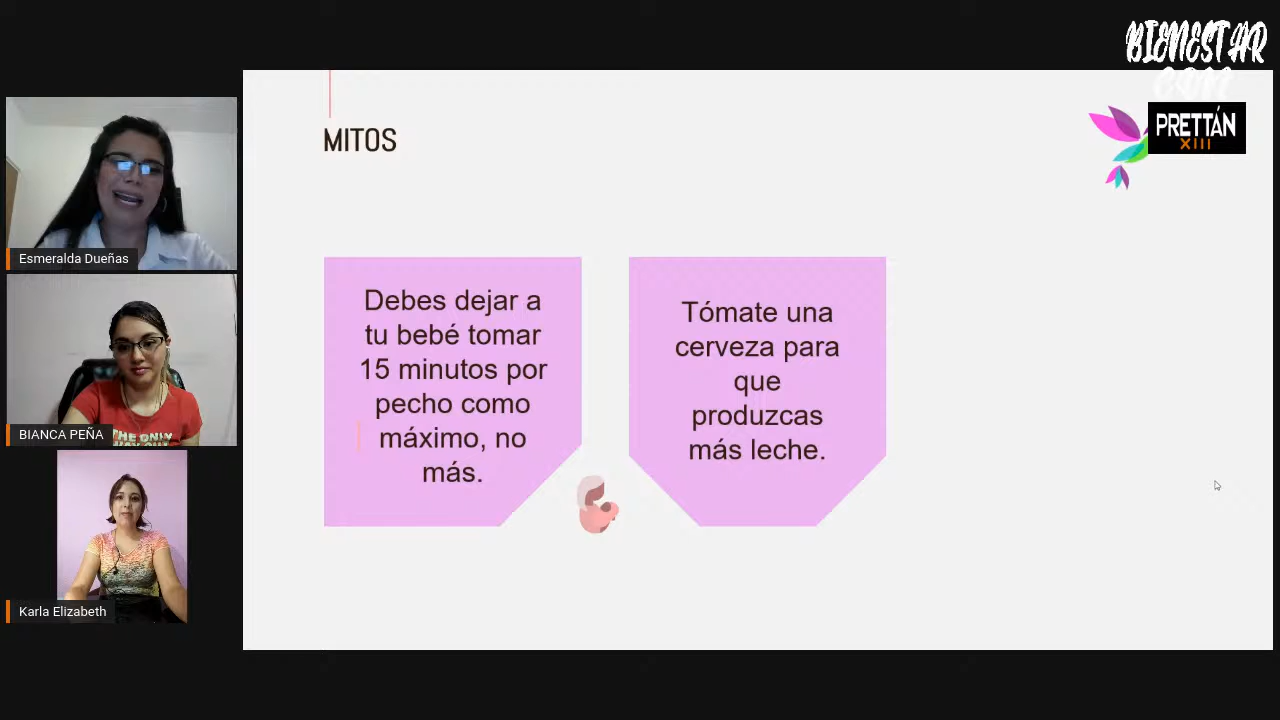 BIENESTAR
COM
PRETTÁN
XIII
MITOS
Debes dejar a
tu bebé tomar
15 minutos por
pecho como
máximo, no
más.
Tómate una
cerveza para
que
produzcas
más leche.
Esmeralda Dueñas
THE ONLY
BIANCA PEÑA
Karla Elizabeth